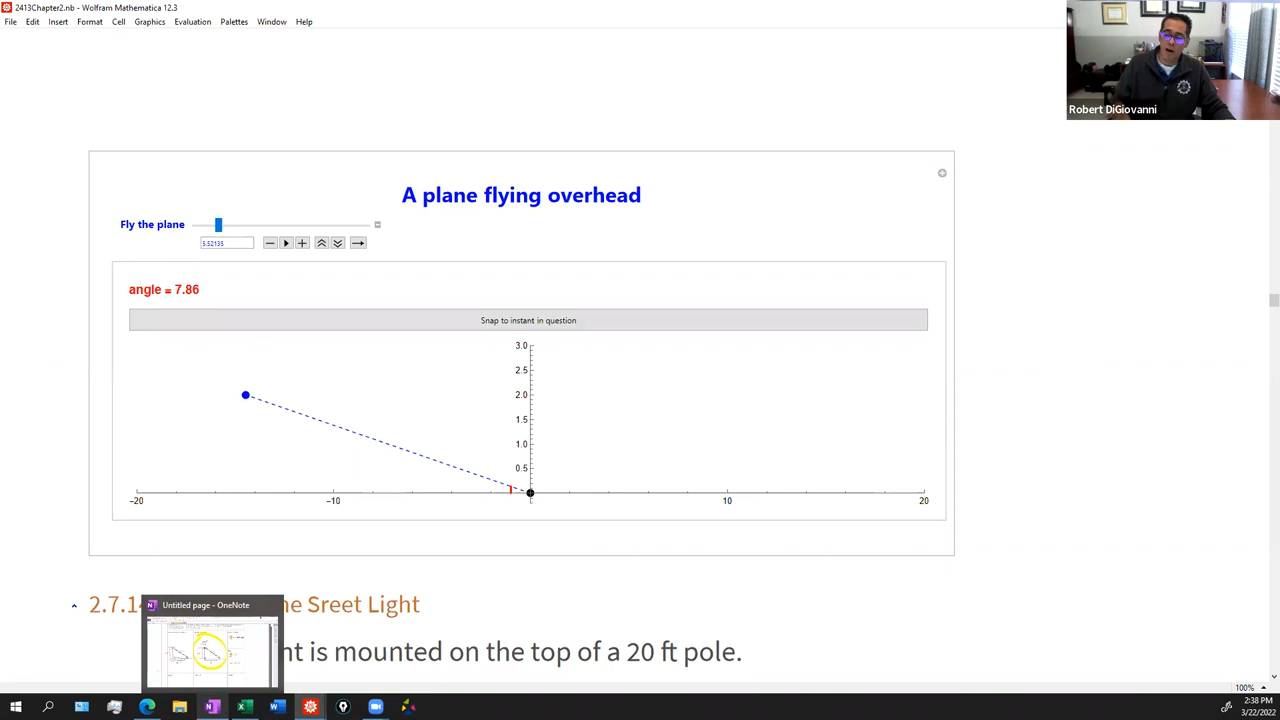 2413Chapter2.nb - Wolfram Mathematica 12.3
File Edit Insert Format Cell Graphics Evaluation Palettes Window Help
Robert DiGiovanni
A plane flying overhead
Fly the plane
5.52135
angle = 7.86
Snap to instant in question
3.0
2.5
2.0
1.5
1.0
0.5
-20 -10 10 20
Untitled page - OneNote
2.7.1 ne Sreet Light
nt is mounted on the top of a 20 ft pole.
100%
2:38 PM
3/22/2022